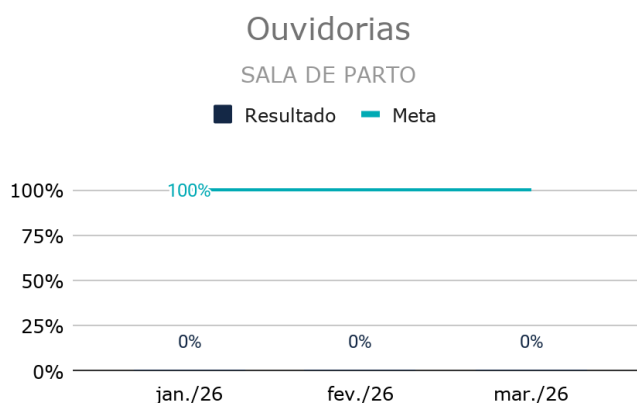 Ouvidorias
SALA DE PARTO
Resultado Meta
100%
100%
75%
50%
25%
0% 0% 0%
0%
jan./26 fev./26 mar./26